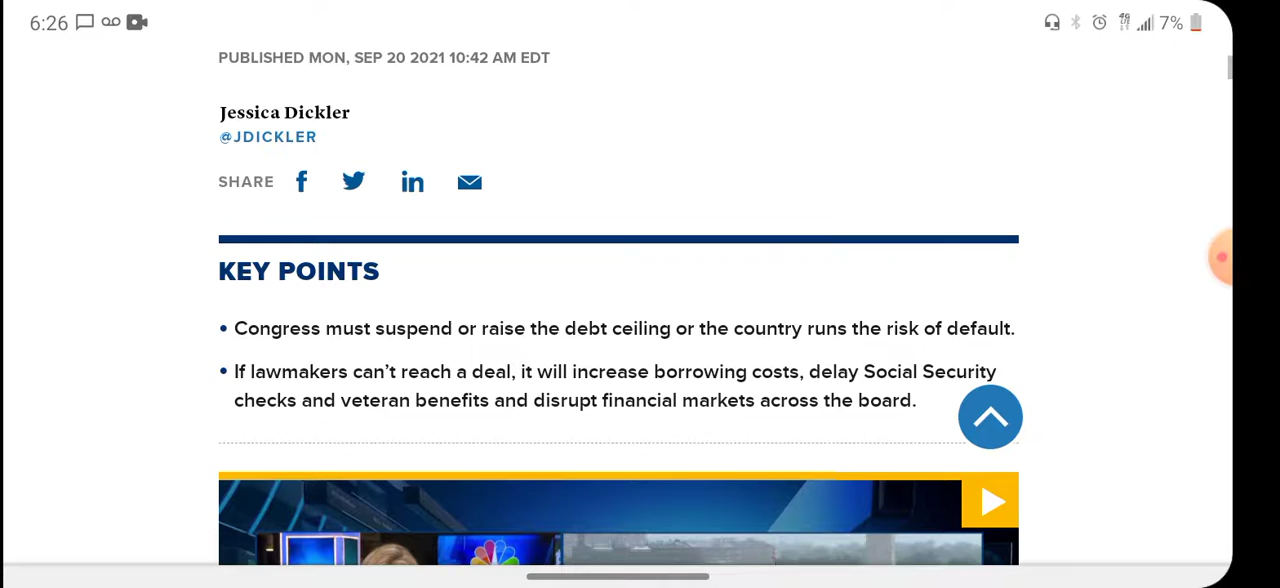 6:26 4G LTE 7%
PUBLISHED MON, SEP 20 2021 10:42 AM EDT
Jessica Dickler
@JDICKLER
SHARE
KEY POINTS
• Congress must suspend or raise the debt ceiling or the country runs the risk of default.
• If lawmakers can’t reach a deal, it will increase borrowing costs, delay Social Security
checks and veteran benefits and disrupt financial markets across the board.